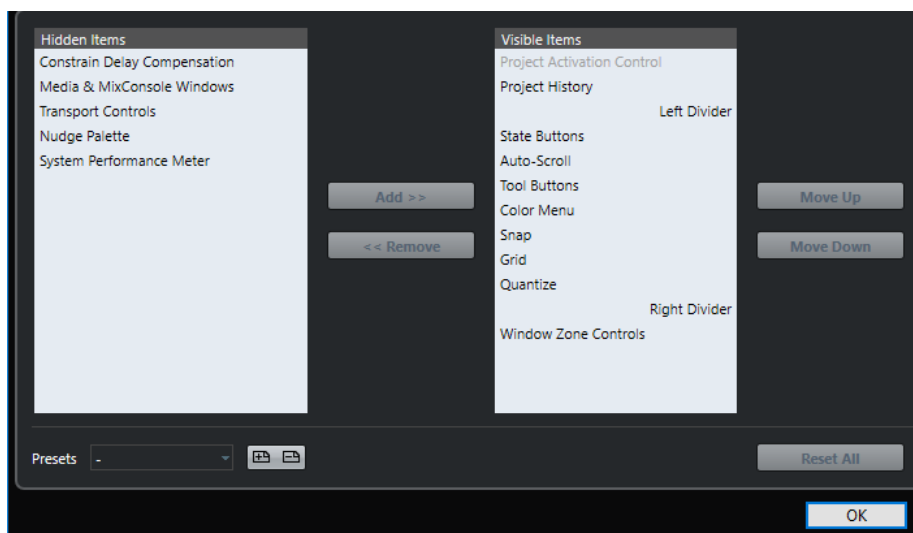 Hidden Items
Constrain Delay Compensation
Media & MixConsole Windows
Transport Controls
Nudge Palette
System Performance Meter
Add >>
<< Remove
Visible Items
Project Activation Control
Project History
Left Divider
State Buttons
Auto-Scroll
Tool Buttons
Color Menu
Snap
Grid
Quantize
Right Divider
Window Zone Controls
Move Up
Move Down
Presets -
Reset All
OK